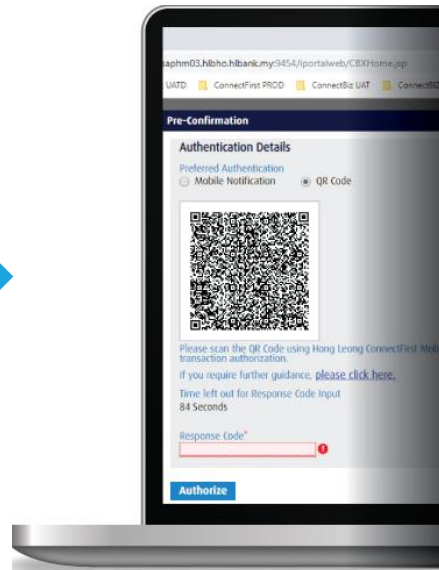 saphm03.hlbho.hlbank.my:9454/iportalweb/CBXHome.jsp
UATD ConnectFirst PROD ConnectBiz UAT
Pre-Confirmation
Authentication Details
Preferred Authentication
Mobile Notification QR Code
Please scan the QR Code using Hong Leong ConnectFirst
transaction authorization.
If you require further guidance, please click here.
Time left out for Response Code Input
84 Seconds
Response Code*
Authorize